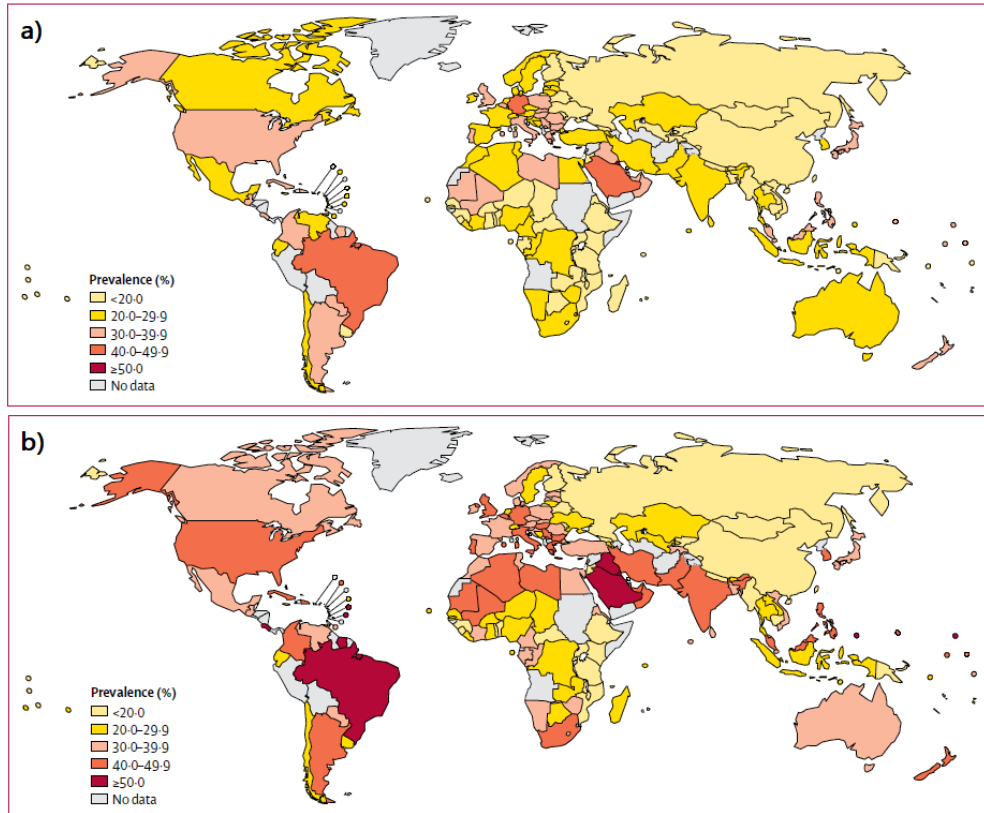 a)
Prevalence (%)
<20·0
20·0–29·9
30·0–39·9
40·0–49·9
≥50·0
No data
b)
Prevalence (%)
<20·0
20·0–29·9
30·0–39·9
40·0–49·9
≥50·0
No data